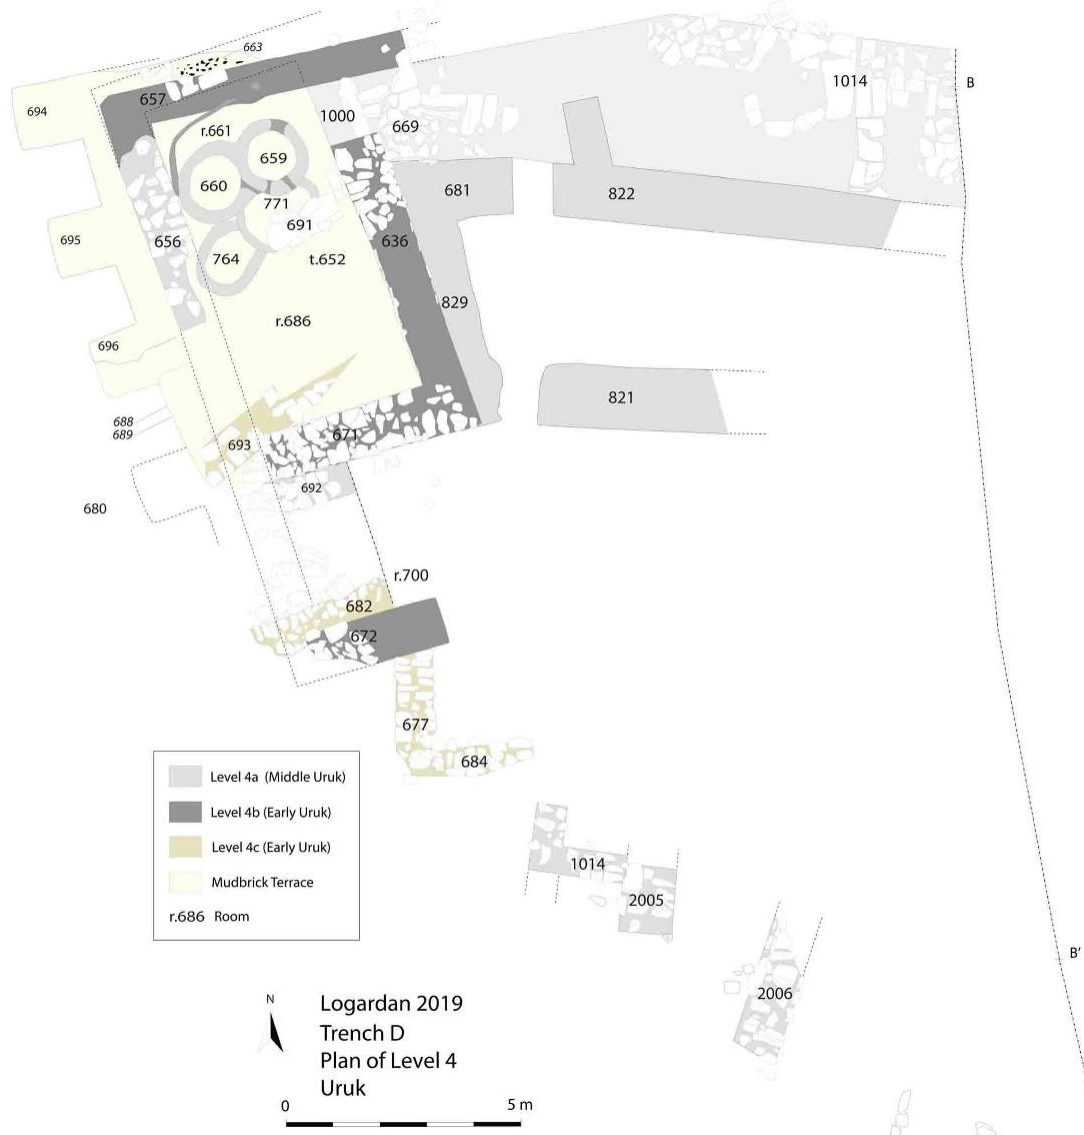 663
694
657
B
1014
1000
r.661
669
659
660
681
822
771
691
695
656
636
764
t.652
829
r.686
696
821
688
689
671
693
692
680
r.700
682
672
677
684
Level 4a (Middle Uruk)
Level 4b (Early Uruk)
Level 4c (Early Uruk)
Mudbrick Terrace
r.686 Room
1014
2005
B'
2006
N
Logardan 2019
Trench D
Plan of Level 4
Uruk
0 5 m